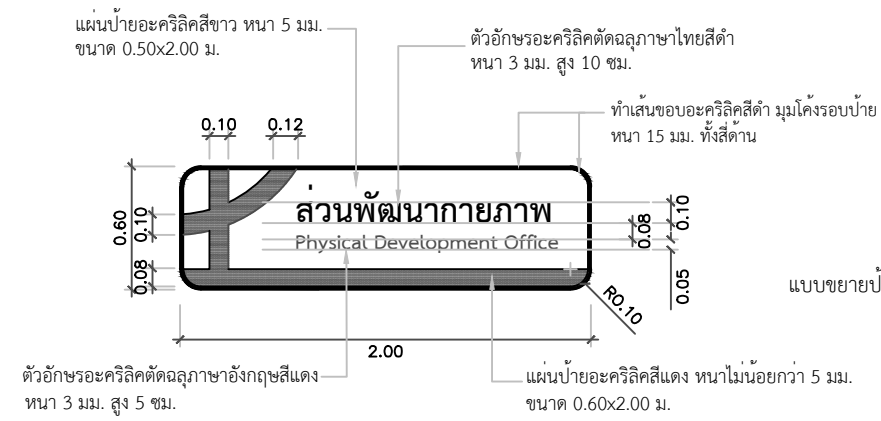 แผ่นป้ายอะคริลิคสีขาว หนา 5 มม.
ขนาด 0.50x2.00 ม.
ตัวอักษรอะคริลิคตัดฉลุภาษาไทยสีดำ
หนา 3 มม. สูง 10 ซม.
ทำเส้นขอบอะคริลิคสีดำ มุมโค้งรอบป้าย
หนา 15 มม. ทั้งสี่ด้าน
0.10
0.12
0.60
0.10
0.08
ส่วนพัฒนากายภาพ
Physical Development Office
0.08
0.10
0.05
แบบขยายป้
R0.10
2.00
ตัวอักษรอะคริลิคตัดฉลุภาษาอังกฤษสีแดง
หนา 3 มม. สูง 5 ซม.
แผ่นป้ายอะคริลิคสีแดง หนาไม่น้อยกว่า 5 มม.
ขนาด 0.60x2.00 ม.